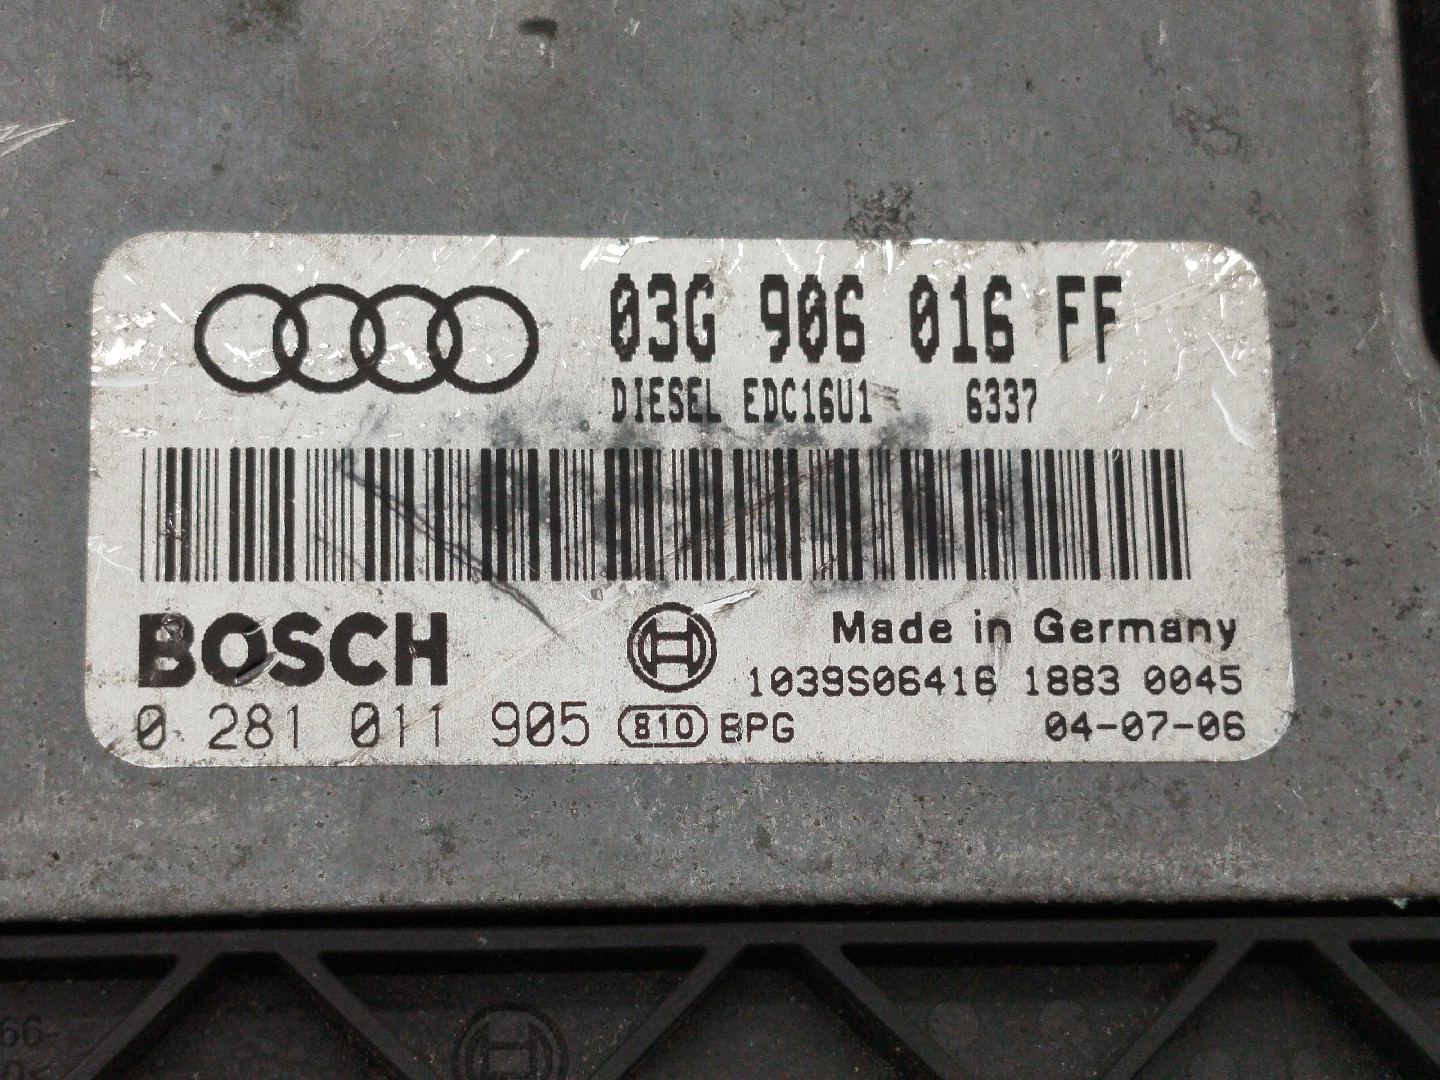 03G 906 016 FF
DIESEL EDC16U1 6337
BOSCH
Made in Germany
1039S06416 1883 0045
0 281 011 905 810 BPG 04-07-06
66-